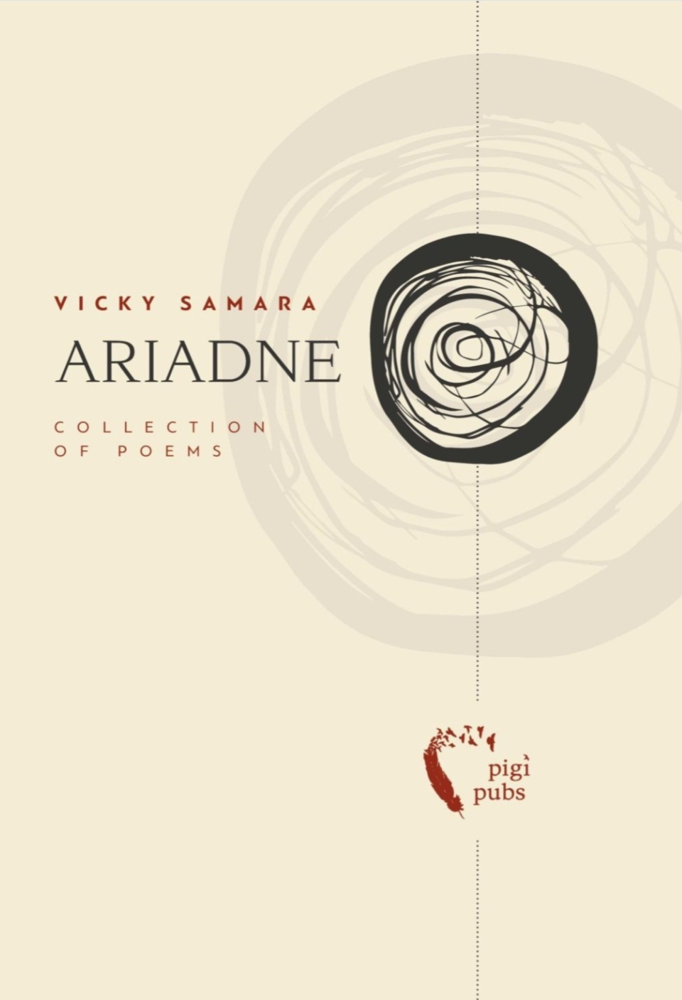 VICKY SAMARA
ARIADNE
COLLECTION
OF POEMS
pigi
pubs